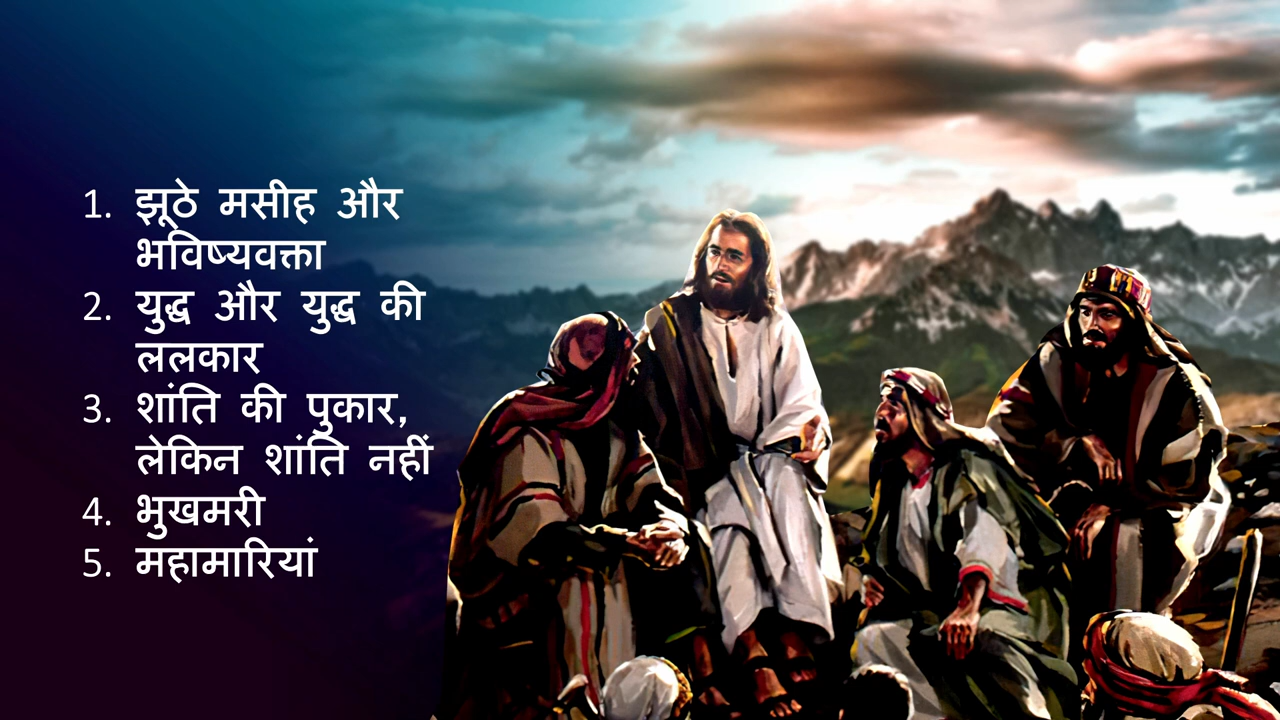 1. झूठे मसीह और
भविष्यवक्ता
2. युद्ध और युद्ध की
ललकार
3. शांति की पुकार,
लेकिन शांति नहीं
4. भुखमरी
5. महामारियां